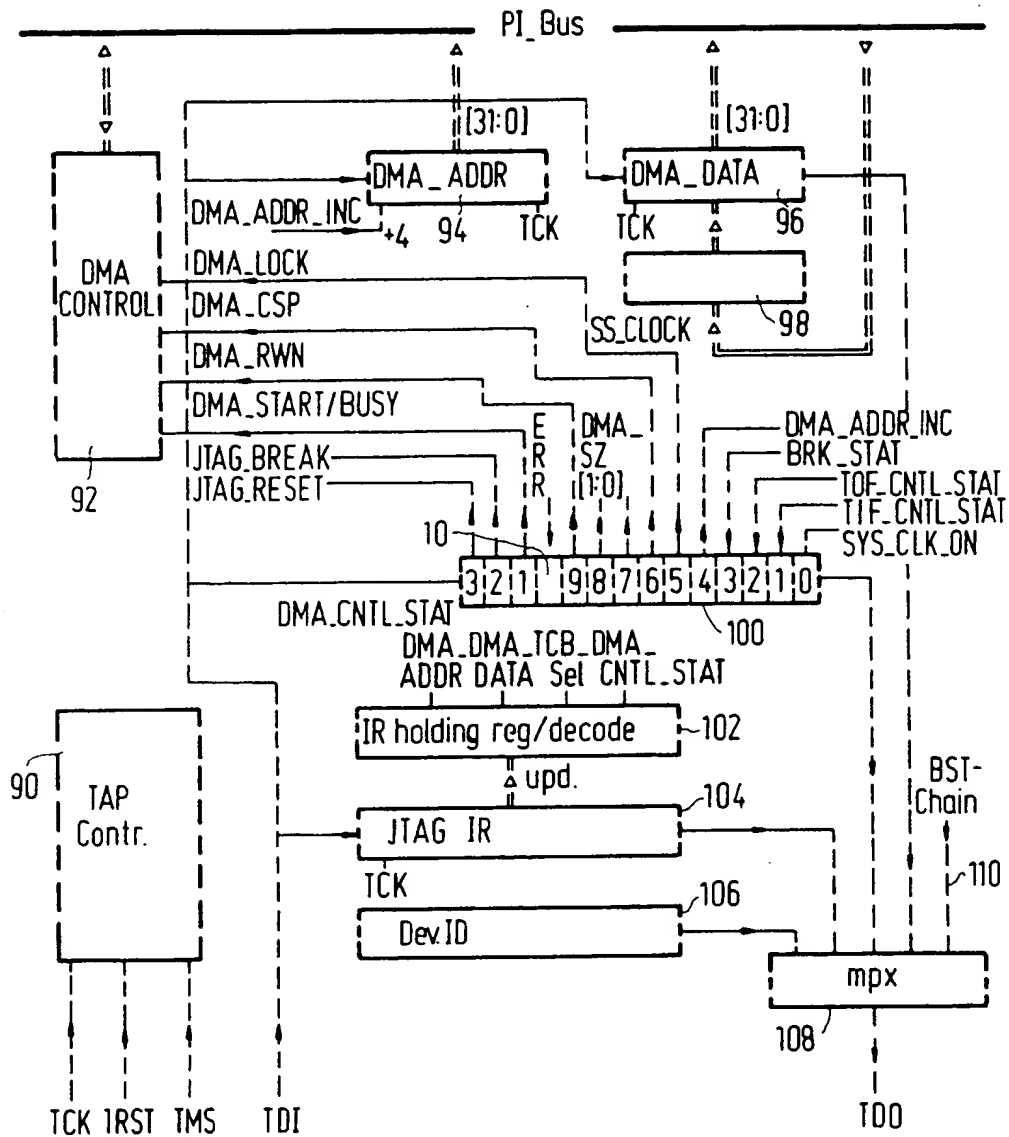 PI_Bus
[31:0]
[31:0]
DMA_ADDR
DMA_DATA
DMA_ADDR_INC
+4
94
TCK
TCK
96
DMA
CONTROL
DMA_LOCK
98
DMA_CSP
SS_CLOCK
DMA_RWN
DMA_START/BUSY
E
R
R
DMA_
SZ
[1:0]
DMA_ADDR_INC
BRK_STAT
92
JTAG_BREAK
JTAG_RESET
TOF_CNTL_STAT
TIF_CNTL_STAT
SYS_CLK_ON
10
3 2 1 9 8 7 6 5 4 3 2 1 0
DMA_CNTL_STAT
100
DMA_DMA_TCB_DMA_
ADDR DATA Sel CNTL_STAT
IR holding reg/decode
102
90
TAP
Contr.
upd.
BST-
Chain
104
JTAG IR
TCK
106
110
Dev.ID
mpx
108
TCK 1RST TMS TDI
TDO